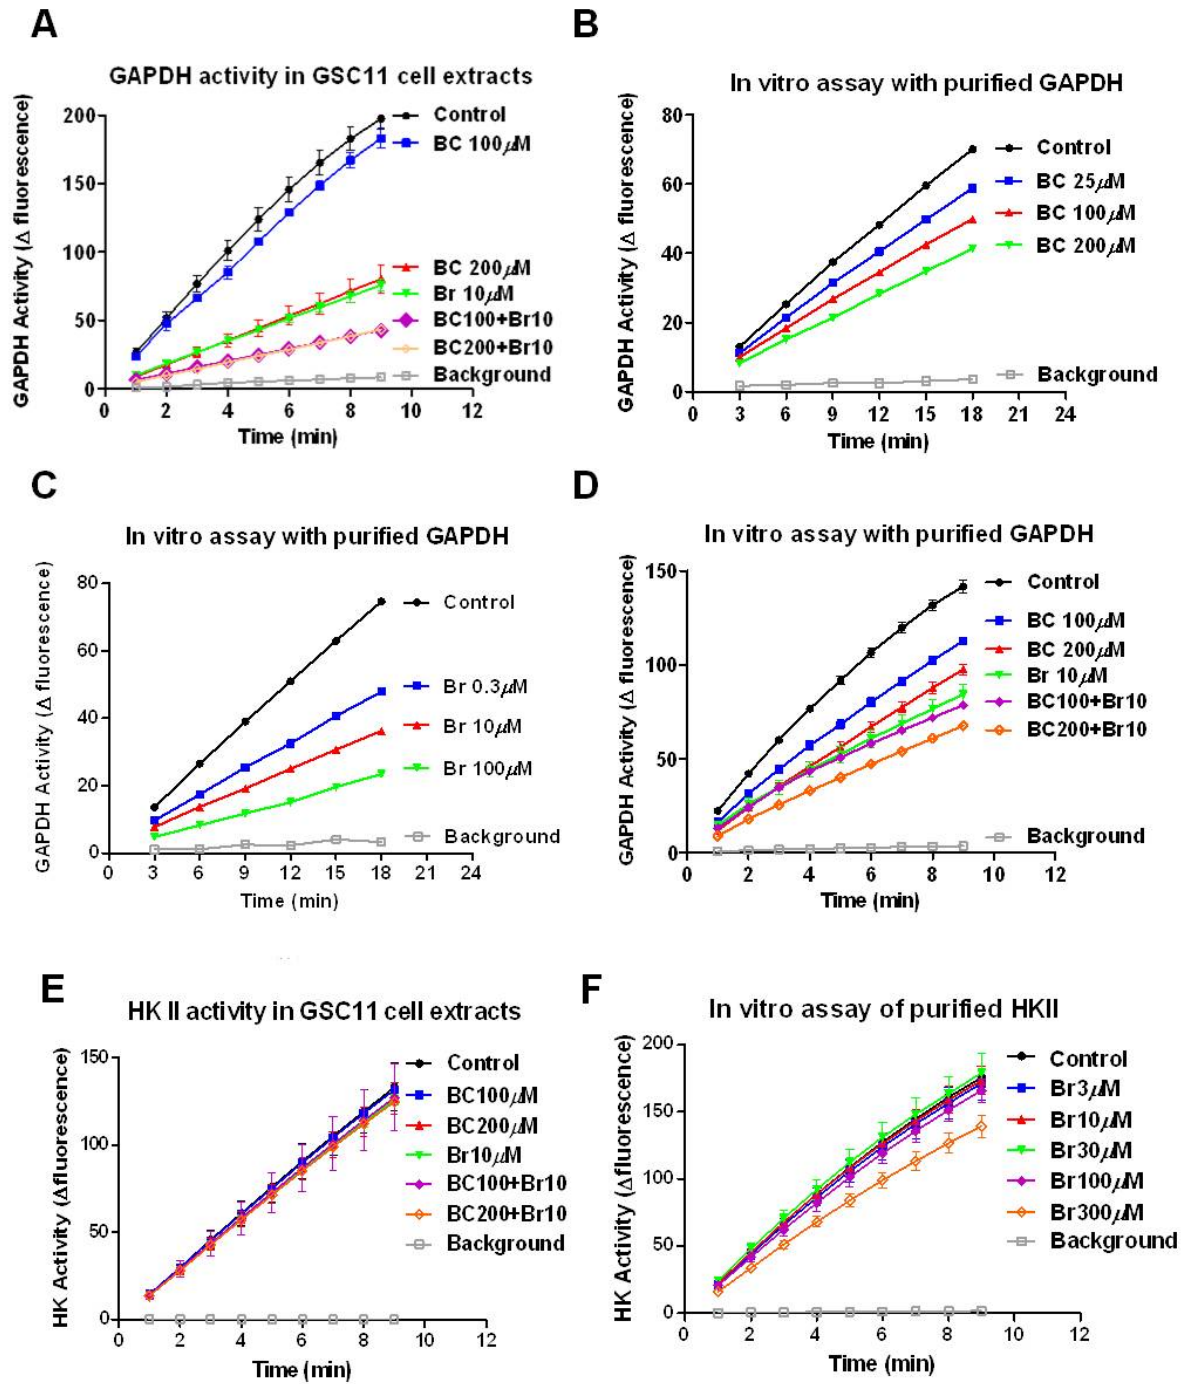 A
GAPDH activity in GSC11 cell extracts
GAPDH Activity (Δ fluorescence)
200
150
100
50
0
0 2 4 6 8 10 12
Time (min)
Control
BC 100μM
BC 200μM
Br 10μM
BC100+Br10
BC200+Br10
Background
B
In vitro assay with purified GAPDH
GAPDH Activity (Δ fluorescence)
80
60
40
20
0
0 3 6 9 12 15 18 21 24
Time (min)
Control
BC 25μM
BC 100μM
BC 200μM
Background
C
In vitro assay with purified GAPDH
GAPDH Activity (Δ fluorescence)
80
60
40
20
0
0 3 6 9 12 15 18 21 24
Time (min)
Control
Br 0.3μM
Br 10μM
Br 100μM
Background
D
In vitro assay with purified GAPDH
GAPDH Activity (Δ fluorescence)
150
100
50
0
0 2 4 6 8 10 12
Time (min)
Control
BC 100μM
BC 200μM
Br 10μM
BC100+Br10
BC200+Br10
Background
E
HK II activity in GSC11 cell extracts
HK Activity (Δfluorescence)
150
100
50
0
0 2 4 6 8 10 12
Time (min)
Control
BC100μM
BC200μM
Br10μM
BC100+Br10
BC200+Br10
Background
F
In vitro assay of purified HKII
HK Activity (Δfluorescence)
200
150
100
50
0
0 2 4 6 8 10 12
Time (min)
Control
Br3μM
Br10μM
Br30μM
Br100μM
Br300μM
Background